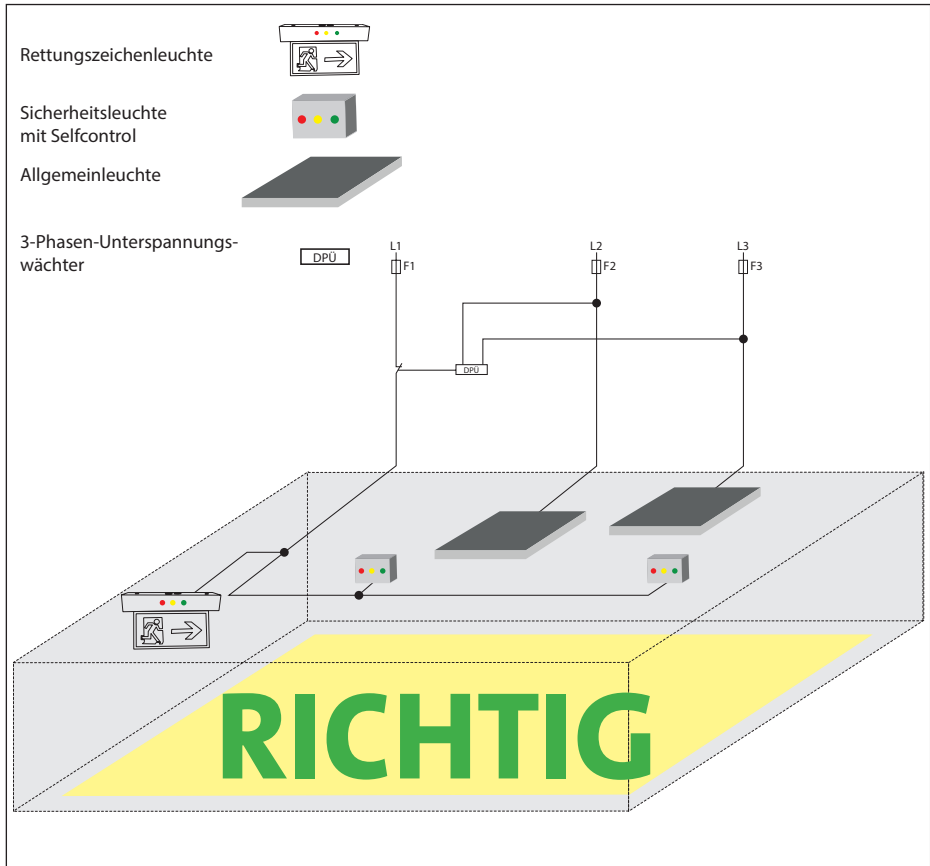 Rettungszeichenleuchte
Sicherheitsleuchte
mit Selfcontrol
Allgemeinleuchte
3-Phasen-Unterspannungs-
wächter
DPÜ
L1
L2
L3
F1
F2
F3
DPÜ
RICHTIG